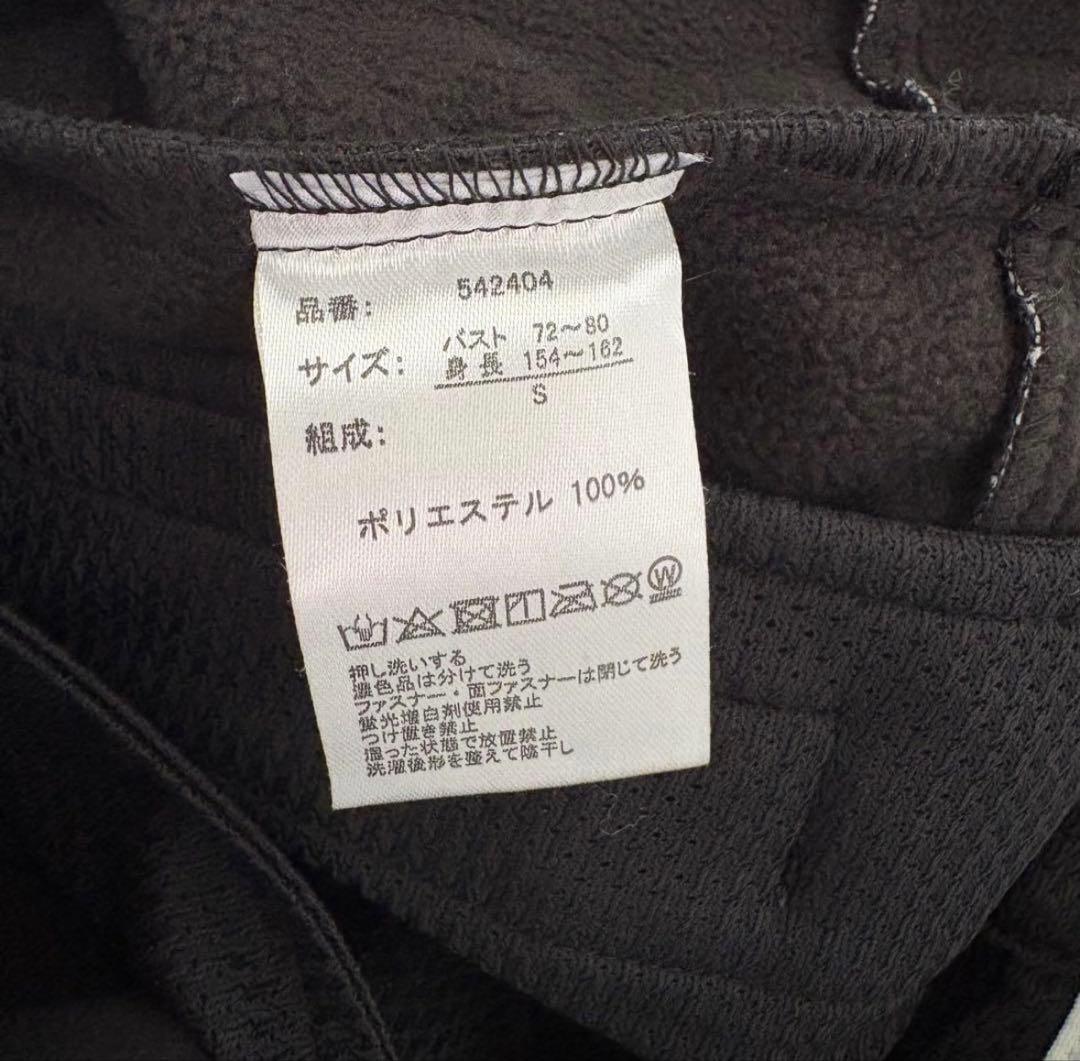 品番: 542404
サイズ: バスト 72〜80
身長 154〜162
S
組成:
ポリエステル 100%
W
押し洗いする
濃色品は分けて洗う
ファスナー・面ファスナーは閉じて洗う
蛍光増白剤使用禁止
つけ置き禁止
湿った状態で放置禁止
洗濯後形を整えて陰干し